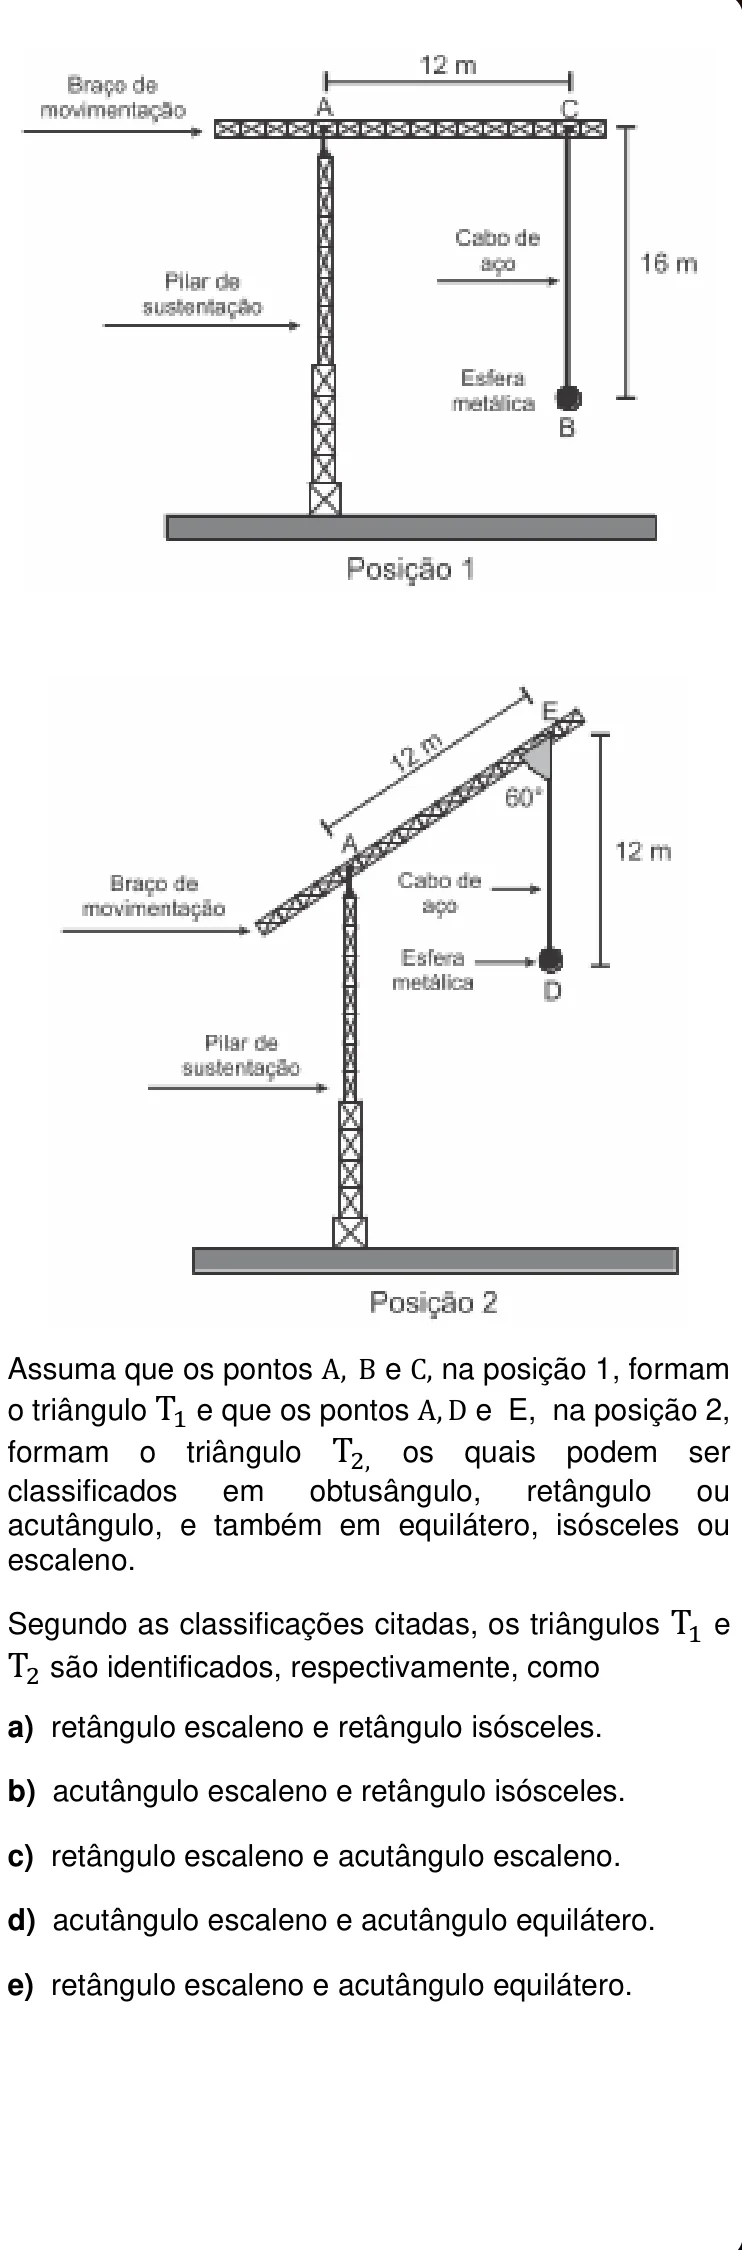 12 m
Braço de
movimentação
A
C
Cabo de
aço
16 m
Pilar de
sustentação
Esfera
metálica
B
Posição 1
E
12 m
60°
A
12 m
Braço de
movimentação
Cabo de
aço
Esfera
metálica
D
Pilar de
sustentação
Posição 2
Assuma que os pontos A, B e C, na posição 1, formam
o triângulo T₁ e que os pontos A, D e E, na posição 2,
formam o triângulo T₂, os quais podem ser
classificados em obtusângulo, retângulo ou
acutângulo, e também em equilátero, isósceles ou
escaleno.
Segundo as classificações citadas, os triângulos T₁ e
T₂ são identificados, respectivamente, como
a) retângulo escaleno e retângulo isósceles.
b) acutângulo escaleno e retângulo isósceles.
c) retângulo escaleno e acutângulo escaleno.
d) acutângulo escaleno e acutângulo equilátero.
e) retângulo escaleno e acutângulo equilátero.